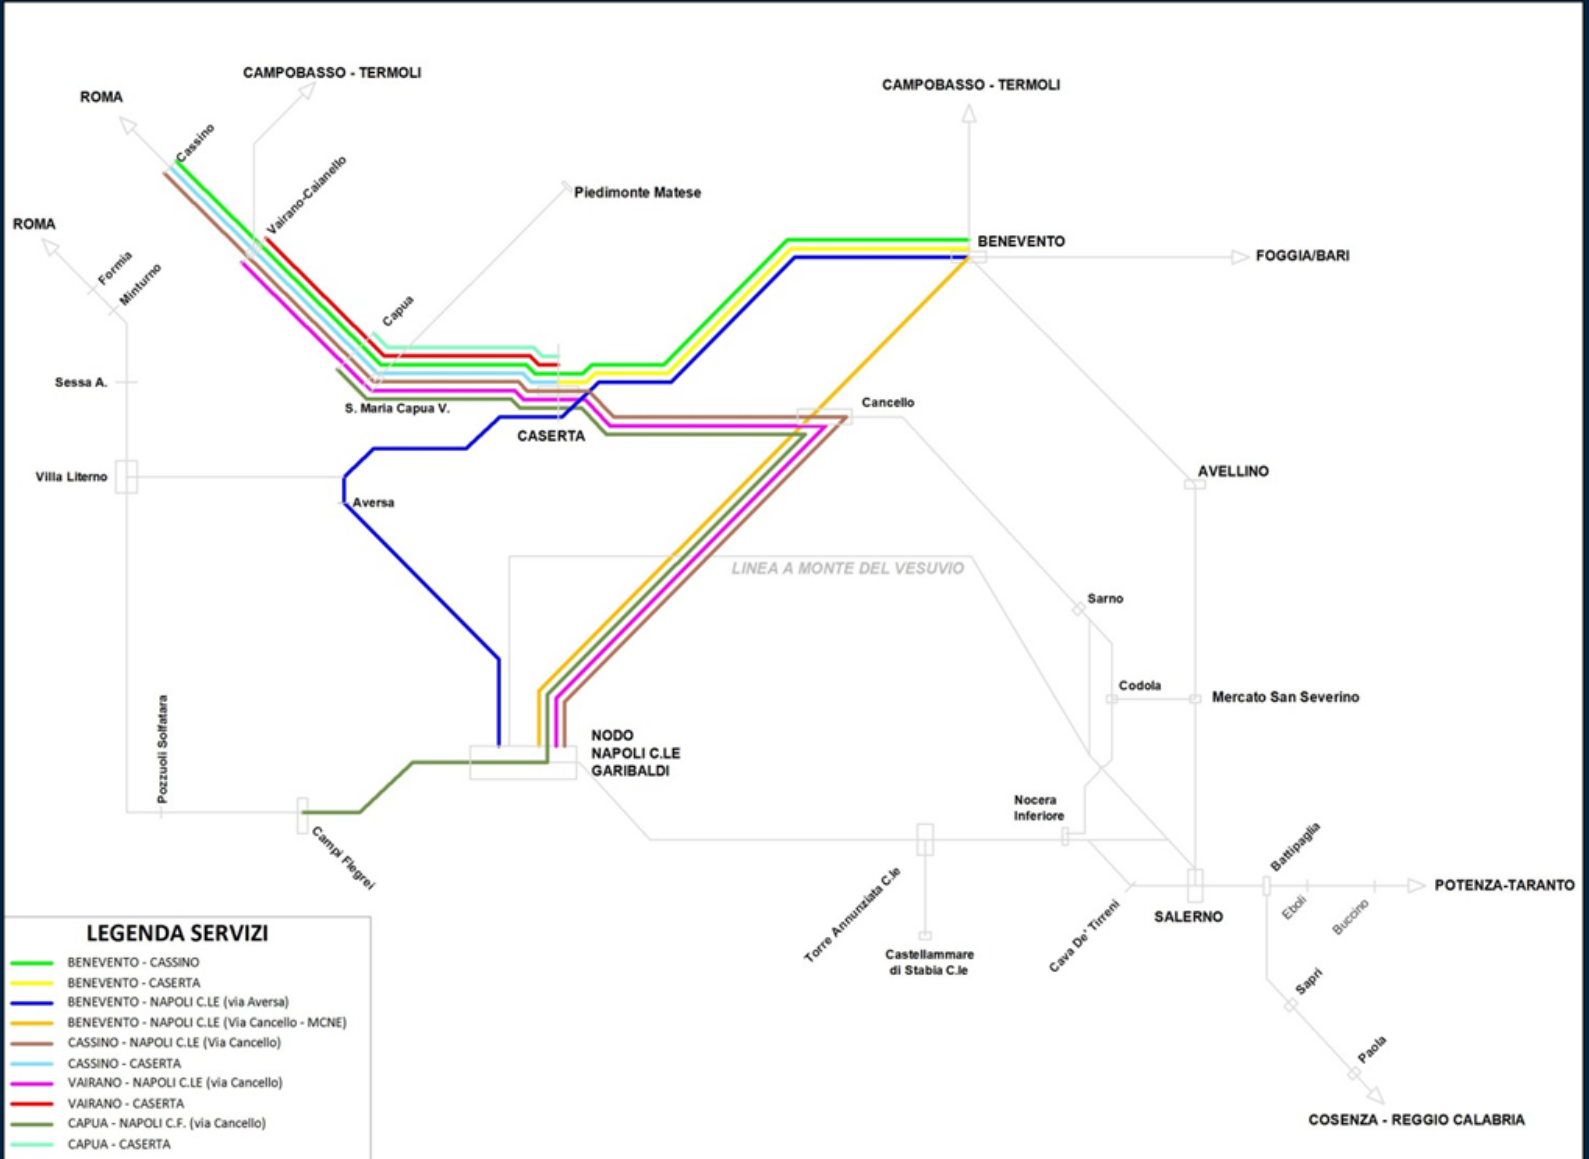 CAMPOBASSO - TERMOLI
CAMPOBASSO - TERMOLI
ROMA
Cassino
Vairano-Caianello
Piedimonte Matese
ROMA
BENEVENTO
FOGGIA/BARI
Formia
Minturno
Capua
Sessa A.
S. Maria Capua V.
Cancello
CASERTA
AVELLINO
Villa Literno
Aversa
LINEA A MONTE DEL VESUVIO
Sarno
Codola
Mercato San Severino
Pozzuoli Solfatara
NODO
NAPOLI C.LE
GARIBALDI
Nocera
Inferiore
Campi Flegrei
Battipaglia
POTENZA-TARANTO
Eboli
Buccino
SALERNO
Torre Annunziata C.le
Cava De' Tirreni
Castellammare
di Stabia C.le
Sapri
Paola
COSENZA - REGGIO CALABRIA
LEGENDA SERVIZI
BENEVENTO - CASSINO
BENEVENTO - CASERTA
BENEVENTO - NAPOLI C.LE (via Aversa)
BENEVENTO - NAPOLI C.LE (Via Cancello - MCNE)
CASSINO - NAPOLI C.LE (Via Cancello)
CASSINO - CASERTA
VAIRANO - NAPOLI C.LE (via Cancello)
VAIRANO - CASERTA
CAPUA - NAPOLI C.F. (via Cancello)
CAPUA - CASERTA